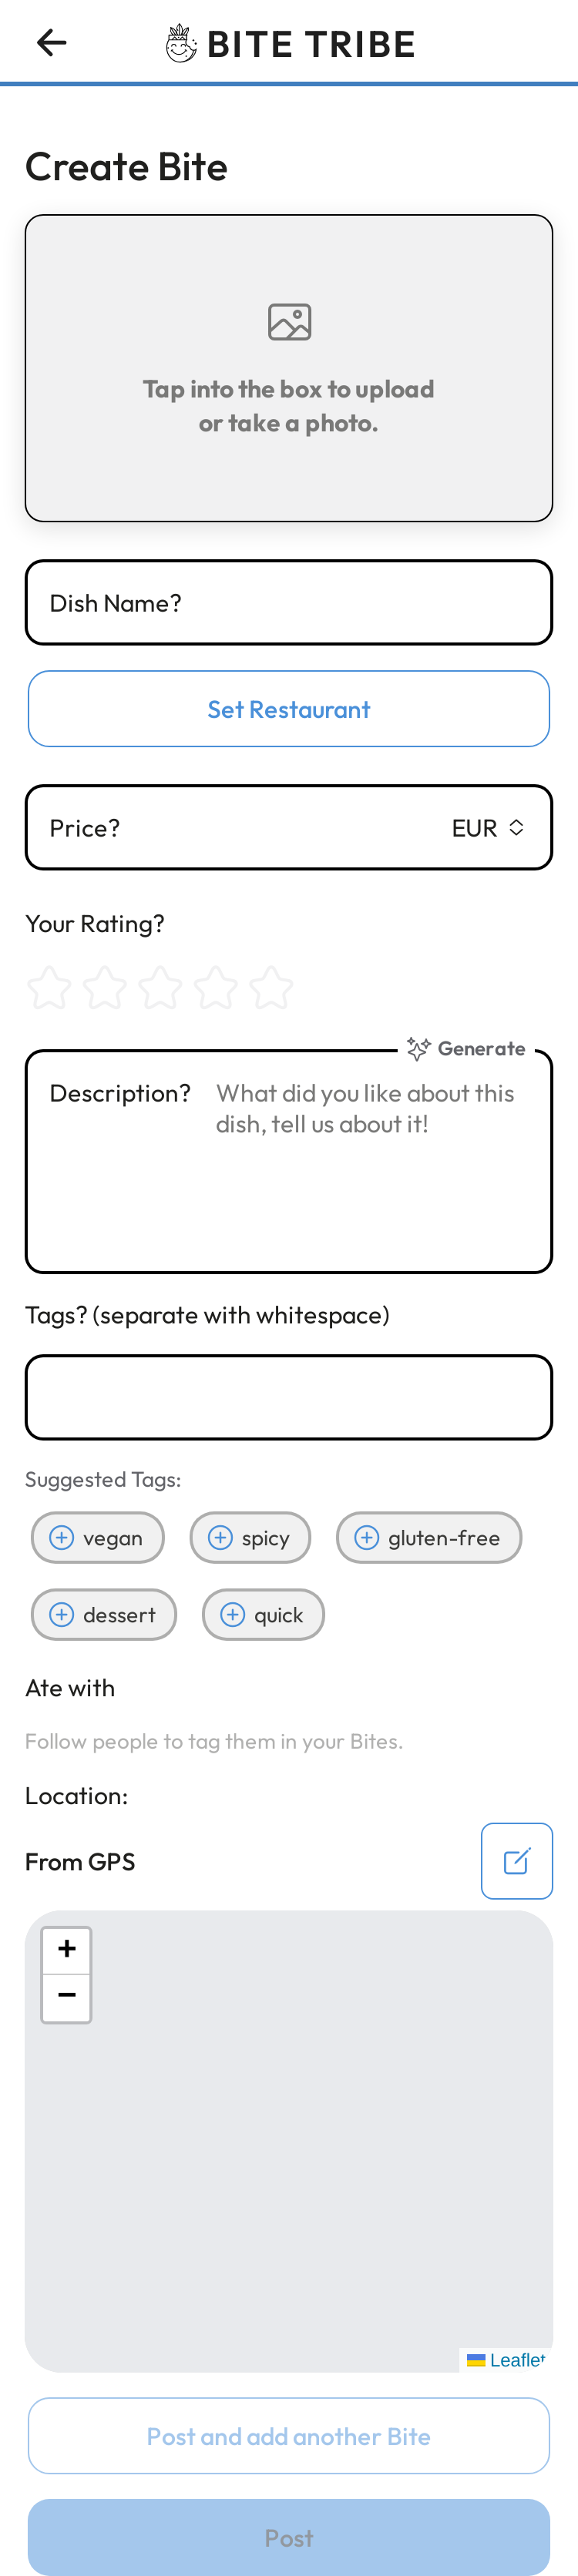 BITE TRIBE
Create Bite
Tap into the box to upload
or take a photo.
Dish Name?
Set Restaurant
Price?
EUR
Your Rating?
Generate
Description?
What did you like about this
dish, tell us about it!
Tags? (separate with whitespace)
Suggested Tags:
vegan
spicy
gluten-free
dessert
quick
Ate with
Follow people to tag them in your Bites.
Location:
From GPS
+
−
Leaflet
Post and add another Bite
Post